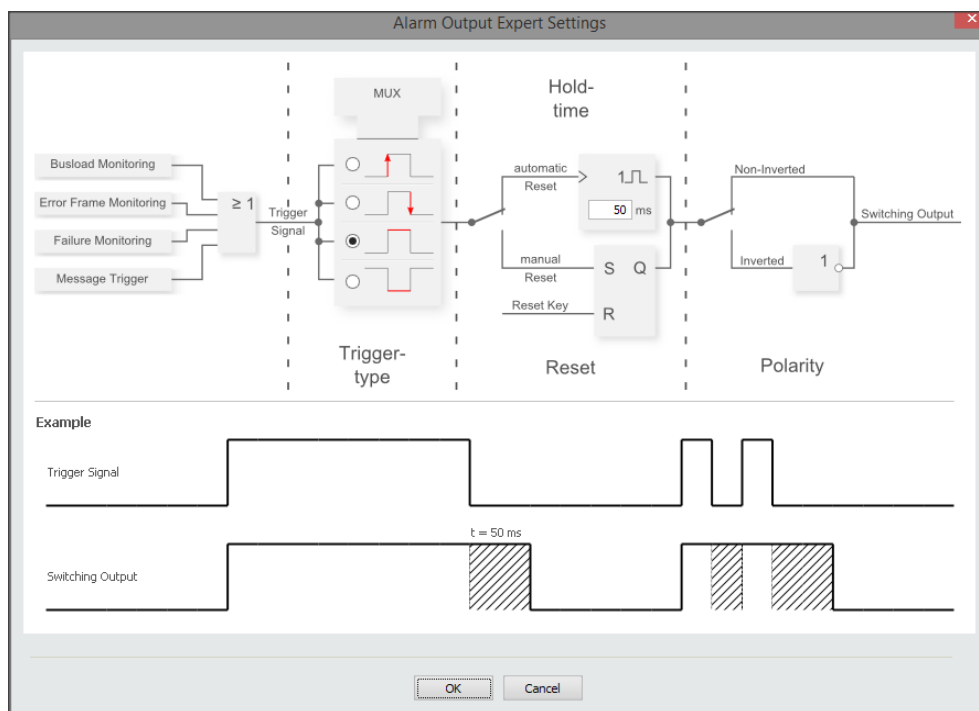 Alarm Output Expert Settings
MUX
Hold-
time
Busload Monitoring
Error Frame Monitoring
Failure Monitoring
Message Trigger
≥ 1
Trigger
Signal
automatic
Reset
1
50 ms
manual
Reset
Reset Key
S Q
R
Non-Inverted
Inverted
1
Switching Output
Trigger-
type
Reset
Polarity
Example
Trigger Signal
t = 50 ms
Switching Output
OK
Cancel